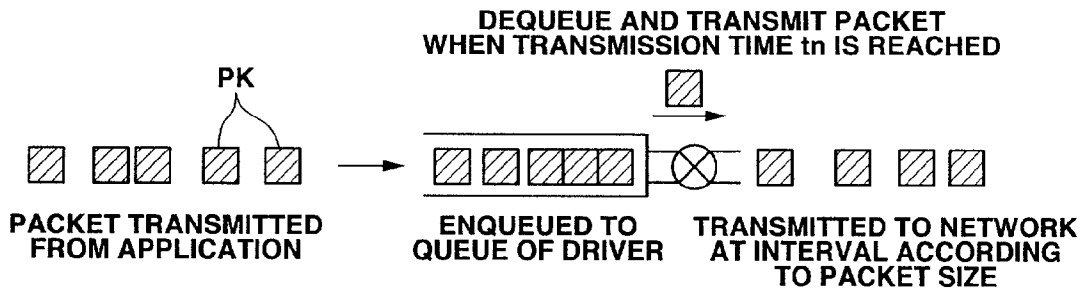 DEQUEUE AND TRANSMIT PACKET
WHEN TRANSMISSION TIME tn IS REACHED
PK
PACKET TRANSMITTED
FROM APPLICATION
ENQUEUED TO
QUEUE OF DRIVER
TRANSMITTED TO NETWORK
AT INTERVAL ACCORDING
TO PACKET SIZE